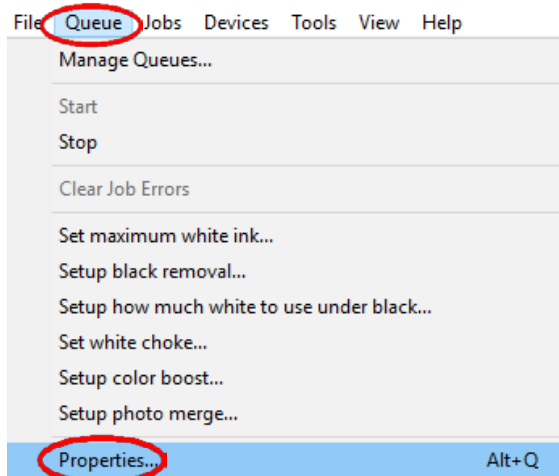 File Queue Jobs Devices Tools View Help
Manage Queues...
Start
Stop
Clear Job Errors
Set maximum white ink...
Setup black removal...
Setup how much white to use under black...
Set white choke...
Setup color boost...
Setup photo merge...
Properties... Alt+Q